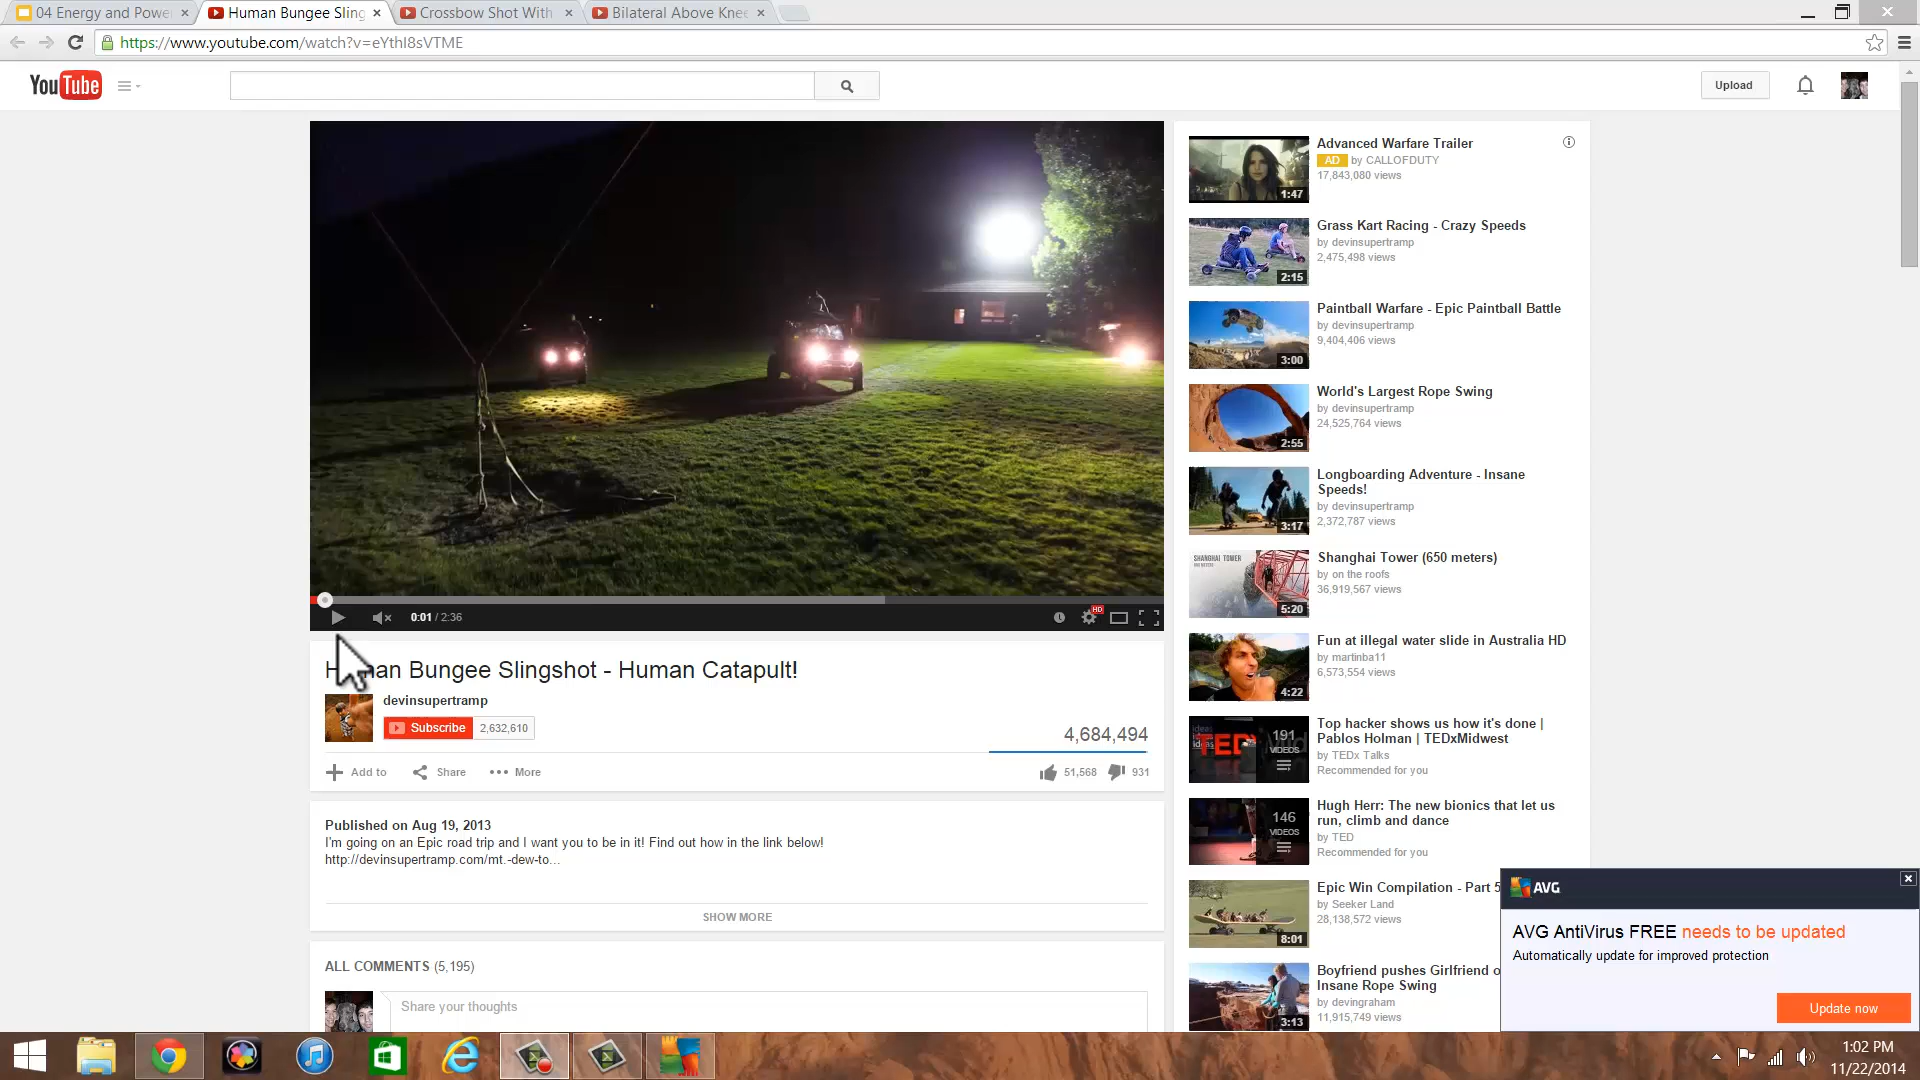 04 Energy and Powe
Human Bungee Sling
Crossbow Shot With
Bilateral Above Kne
https://www.youtube.com/watch?v=eYthI8sVTME
YouTube
Upload
0:01 / 2:36
HD
Human Bungee Slingshot - Human Catapult!
devinsupertramp
Subscribe 2,632,610
4,684,494
Add to
Share
More
51,568
931
Published on Aug 19, 2013
I'm going on an Epic road trip and I want you to be in it! Find out how in the link below!
http://devinsupertramp.com/mt.-dew-to...
SHOW MORE
ALL COMMENTS (5,195)
Share your thoughts
1:47
Advanced Warfare Trailer
AD by CALLOFDUTY
17,843,080 views
2:15
Grass Kart Racing - Crazy Speeds
by devinsupertramp
2,475,498 views
3:00
Paintball Warfare - Epic Paintball Battle
by devinsupertramp
9,404,406 views
2:55
World's Largest Rope Swing
by devinsupertramp
24,525,764 views
3:17
Longboarding Adventure - Insane
Speeds!
by devinsupertramp
2,372,787 views
SHANGHAI TOWER
5:20
Shanghai Tower (650 meters)
by on the roofs
36,919,567 views
4:22
Fun at illegal water slide in Australia HD
by martinba11
6,573,554 views
TED
191
VIDEOS
Top hacker shows us how it's done |
Pablos Holman | TEDxMidwest
by TEDx Talks
Recommended for you
146
VIDEOS
Hugh Herr: The new bionics that let us
run, climb and dance
by TED
Recommended for you
8:01
Epic Win Compilation - Part 5
by Seeker Land
28,138,572 views
3:13
Boyfriend pushes Girlfriend o
Insane Rope Swing
by devingraham
11,915,749 views
AVG
AVG AntiVirus FREE needs to be updated
Automatically update for improved protection
Update now
1:02 PM
11/22/2014